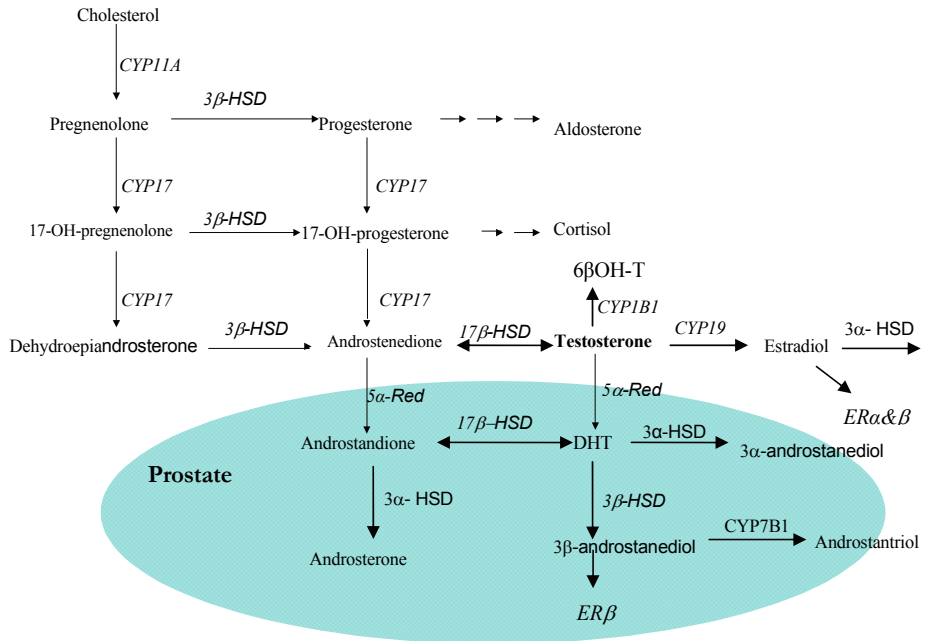 Cholesterol
CYP11A
3β-HSD
Pregnenolone
Progesterone
Aldosterone
CYP17
CYP17
3β-HSD
17-OH-pregnenolone
17-OH-progesterone
Cortisol
6βOH-T
CYP17
CYP17
CYP1B1
3β-HSD
17β-HSD
CYP19
3α- HSD
Dehydroepiandrosterone
Androstenedione
Testosterone
Estradiol
5α-Red
5α-Red
ERα&β
17β–HSD
3α-HSD
Androstandione
DHT
3α-androstanediol
Prostate
3α- HSD
3β-HSD
CYP7B1
Androsterone
3β-androstanediol
Androstantriol
ERβ